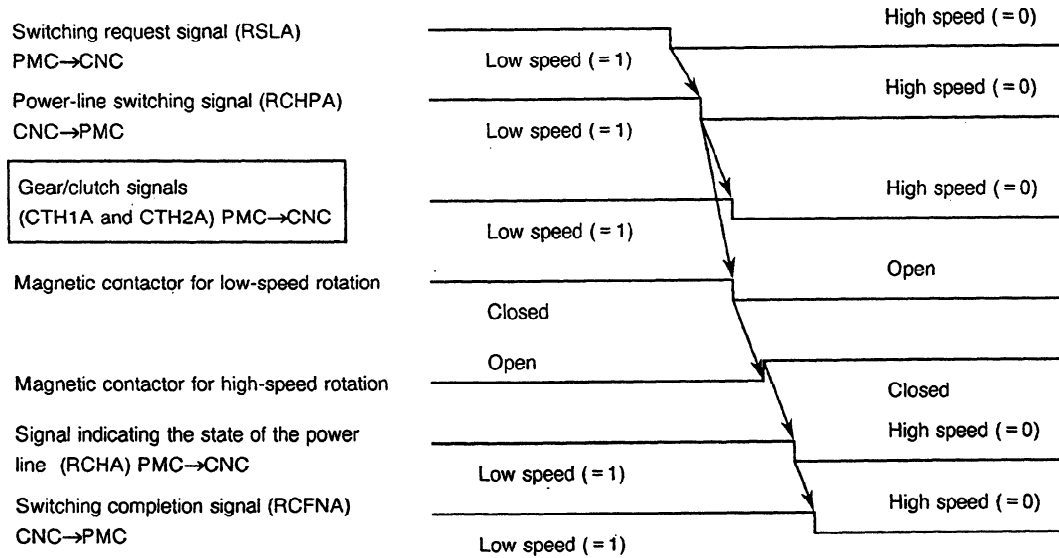 High speed (=0)
Switching request signal (RSLA)
PMC→CNC
Low speed (=1)
High speed (=0)
Power-line switching signal (RCHPA)
CNC→PMC
Low speed (=1)
Gear/clutch signals
(CTH1A and CTH2A) PMC→CNC
High speed (=0)
Low speed (=1)
Open
Magnetic contactor for low-speed rotation
Closed
Open
Magnetic contactor for high-speed rotation
Closed
Signal indicating the state of the power
line (RCHA) PMC→CNC
High speed (=0)
Low speed (=1)
Switching completion signal (RCFNA)
CNC→PMC
High speed (=0)
Low speed (=1)